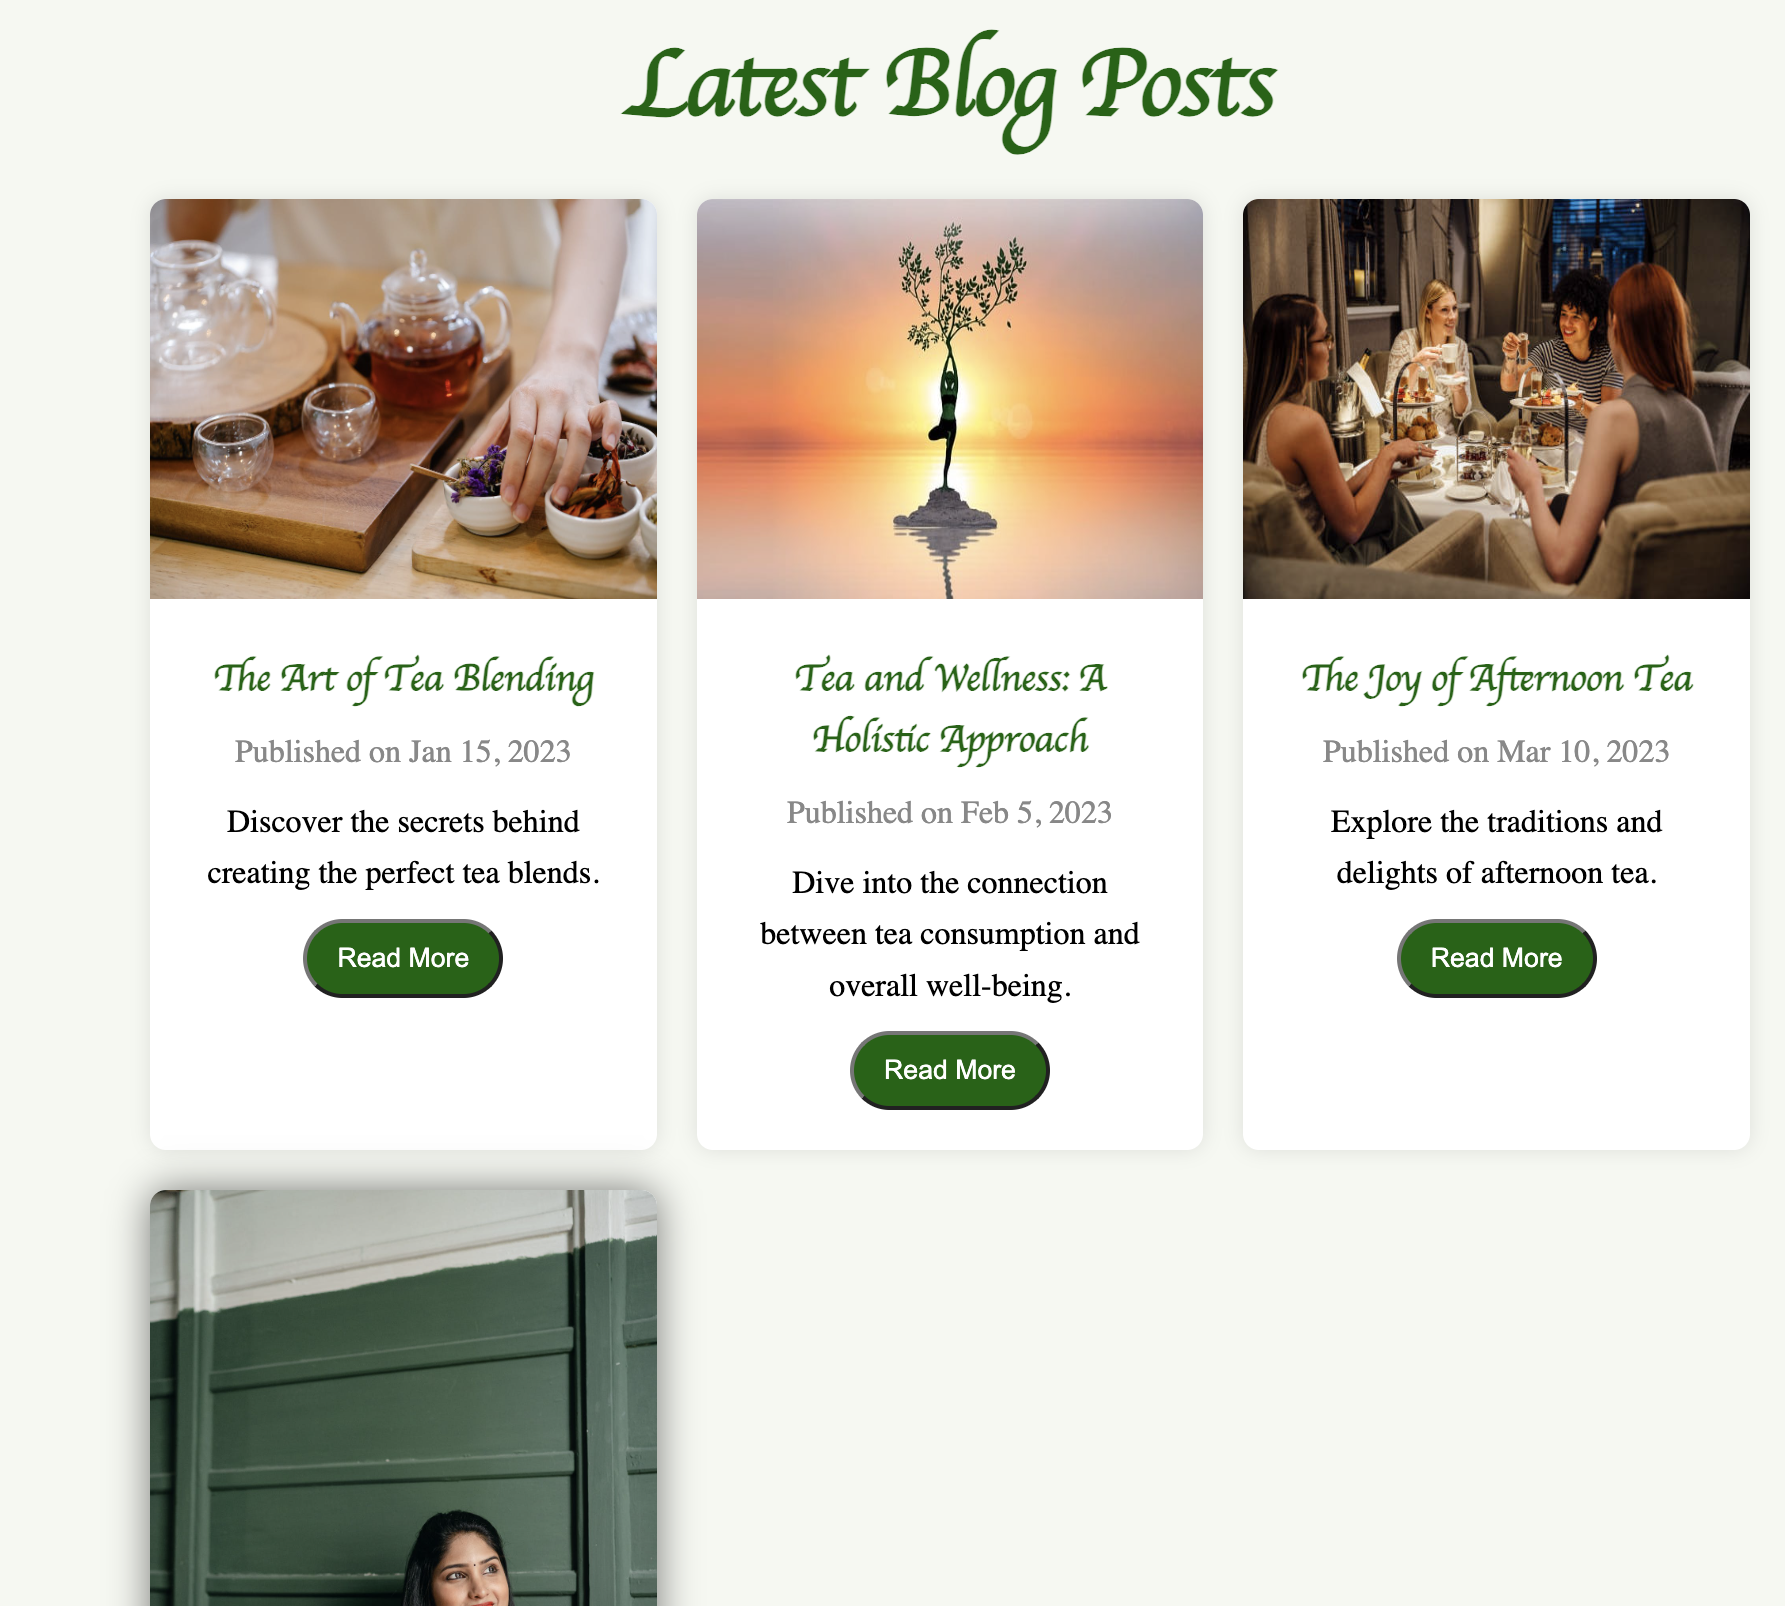 Latest Blog Posts
The Art of Tea Blending
Published on Jan 15, 2023
Discover the secrets behind
creating the perfect tea blends.
Read More
Tea and Wellness: A
Holistic Approach
Published on Feb 5, 2023
Dive into the connection
between tea consumption and
overall well-being.
Read More
The Joy of Afternoon Tea
Published on Mar 10, 2023
Explore the traditions and
delights of afternoon tea.
Read More